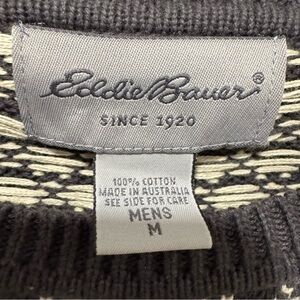 Eddie Bauer®
SINCE 1920
100% COTTON
MADE IN AUSTRALIA
SEE SIDE FOR CARE
MENS
M